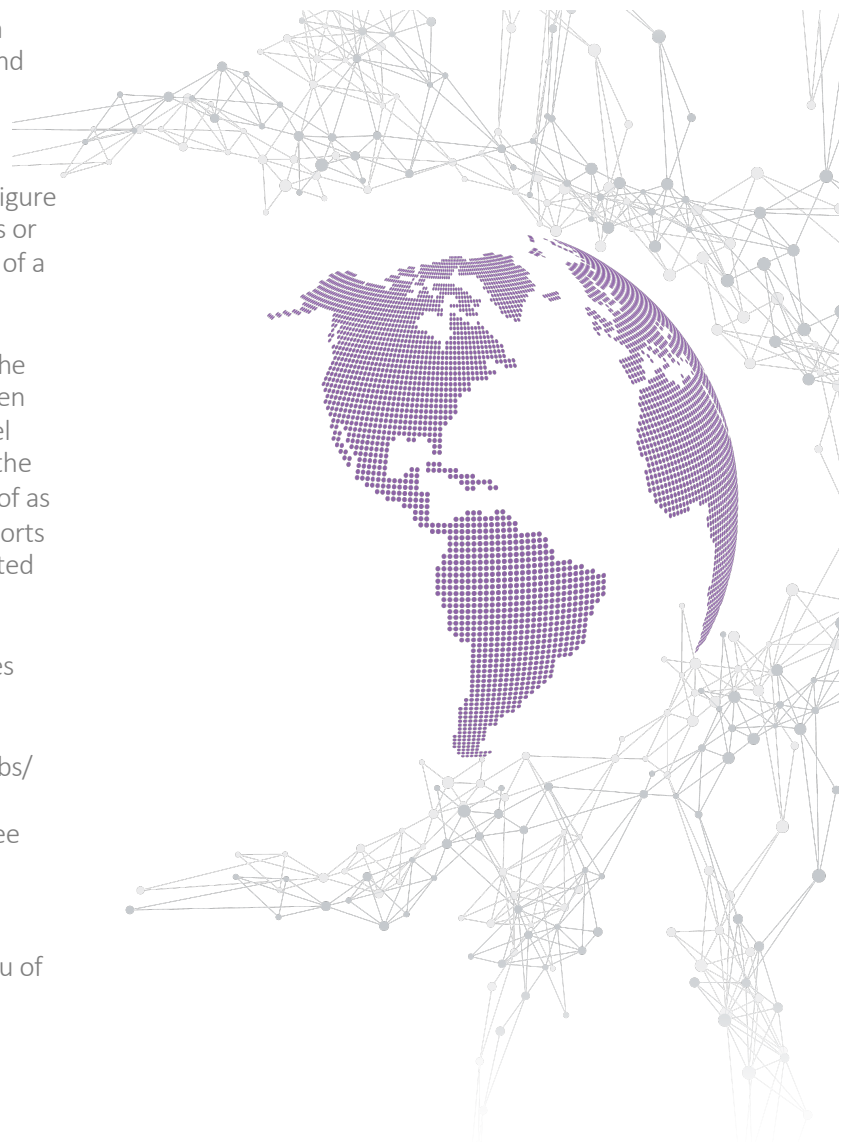 nd
igure
s or
of a
he
en
el
the
of as
orts
ted
es
bs/
ee
u of